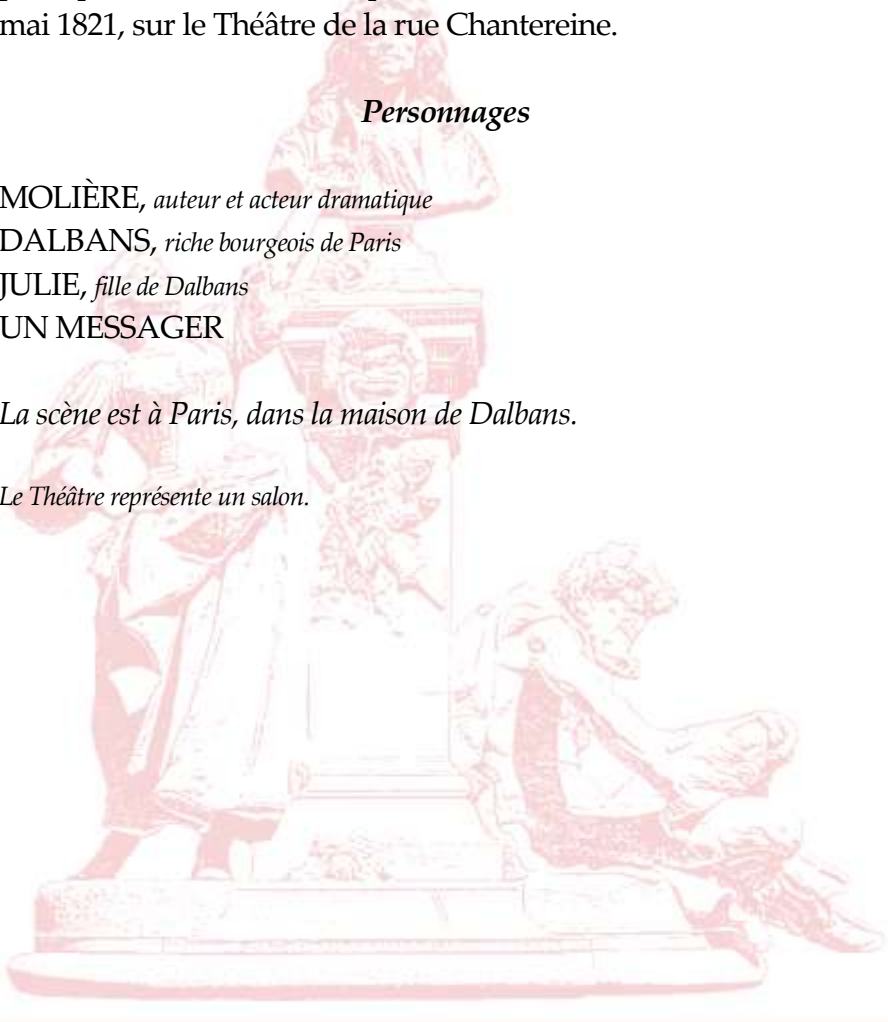 mai 1821, sur le Théâtre de la rue Chantereine.
Personnages
MOLIÈRE, auteur et acteur dramatique
DALBANS, riche bourgeois de Paris
JULIE, fille de Dalbans
UN MESSAGER
La scène est à Paris, dans la maison de Dalbans.
Le Théâtre représente un salon.